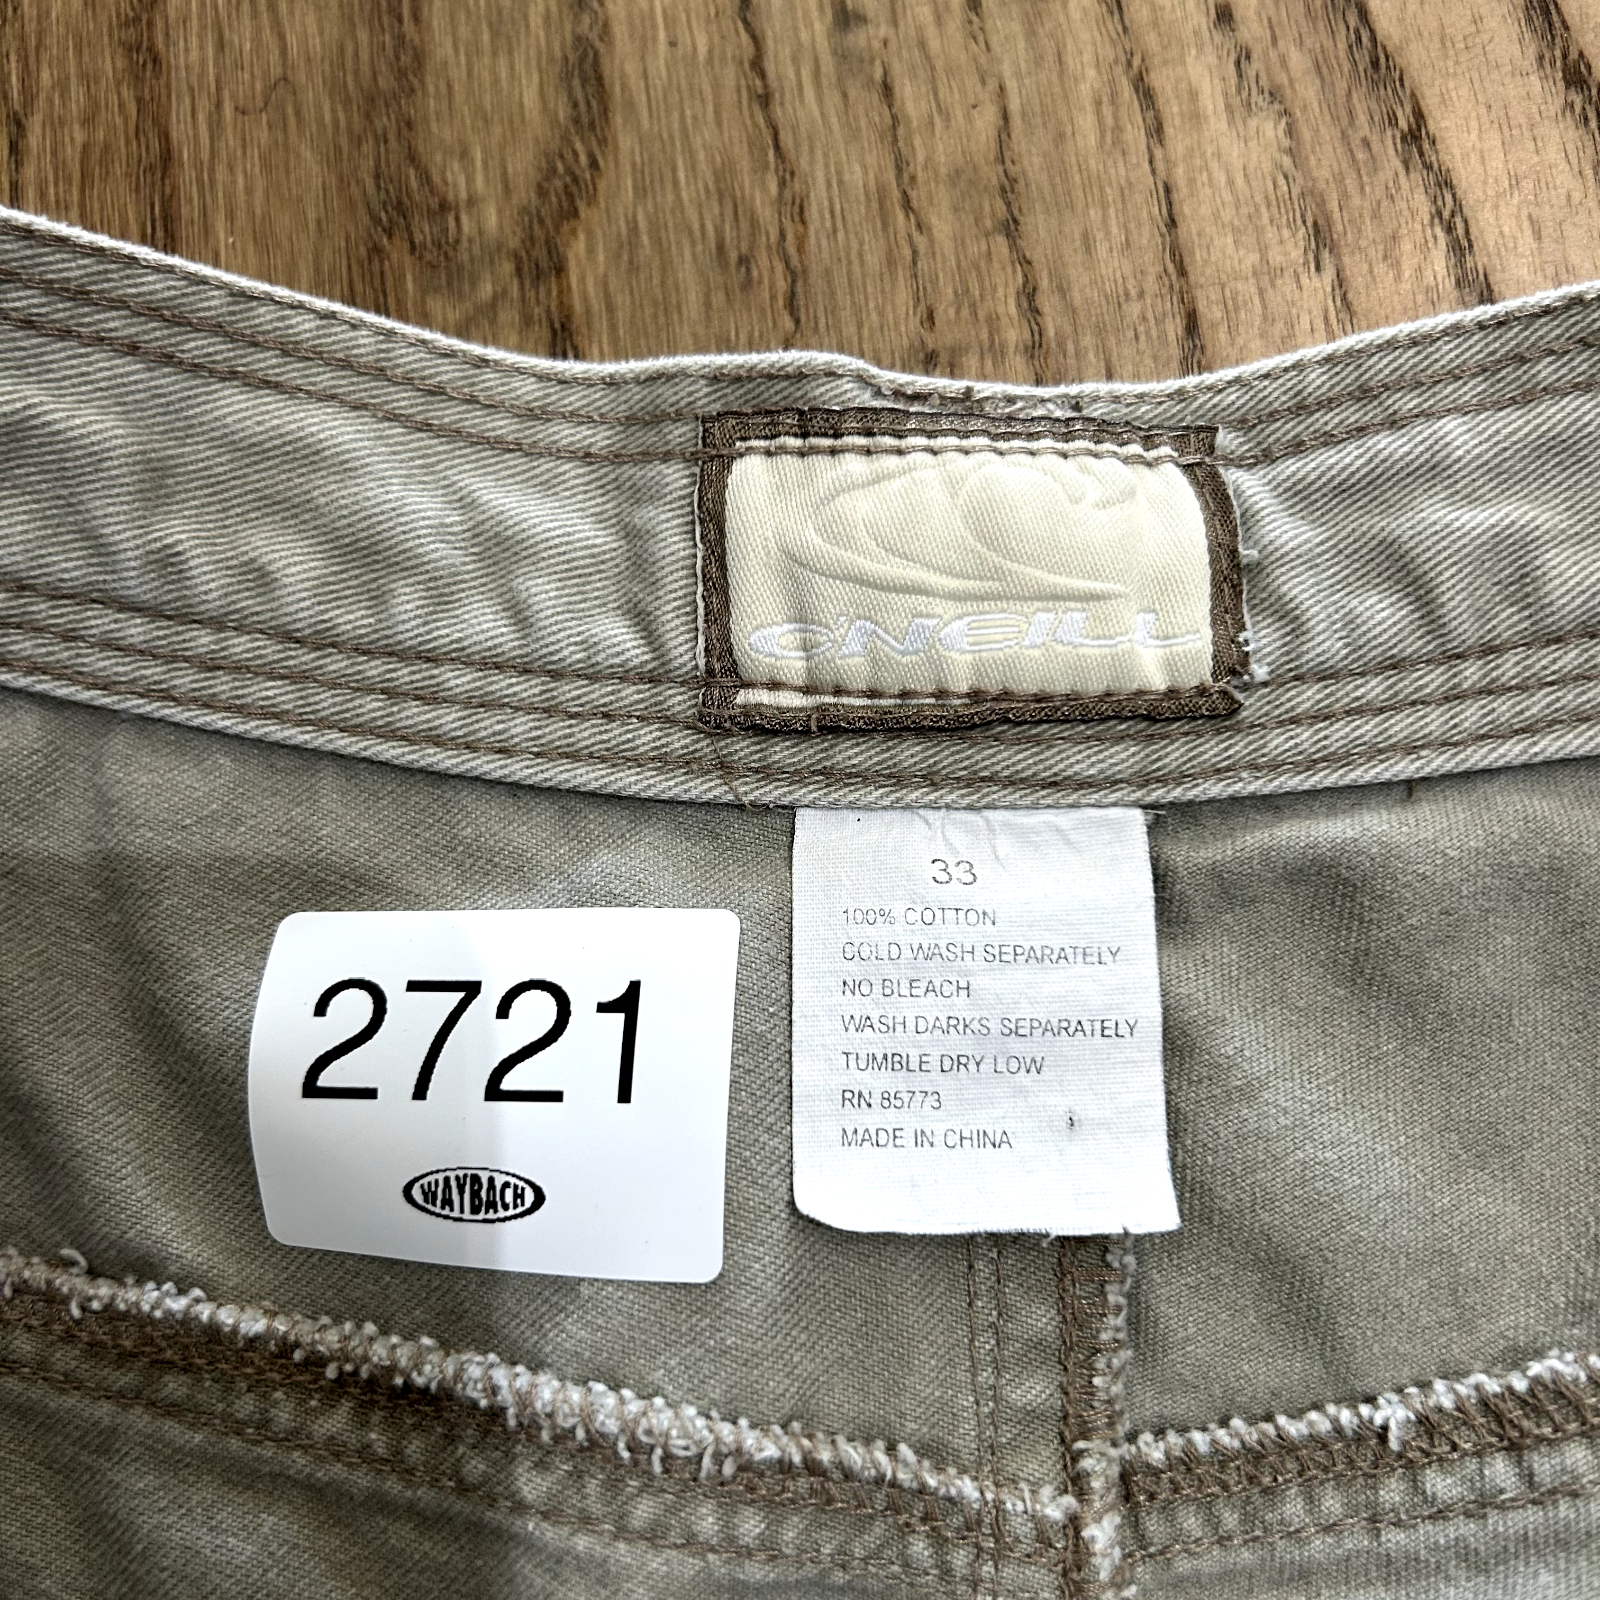 O'NEILL
33
100% COTTON
COLD WASH SEPARATELY
NO BLEACH
WASH DARKS SEPARATELY
TUMBLE DRY LOW
RN 85773
MADE IN CHINA
2721
WAYBACH